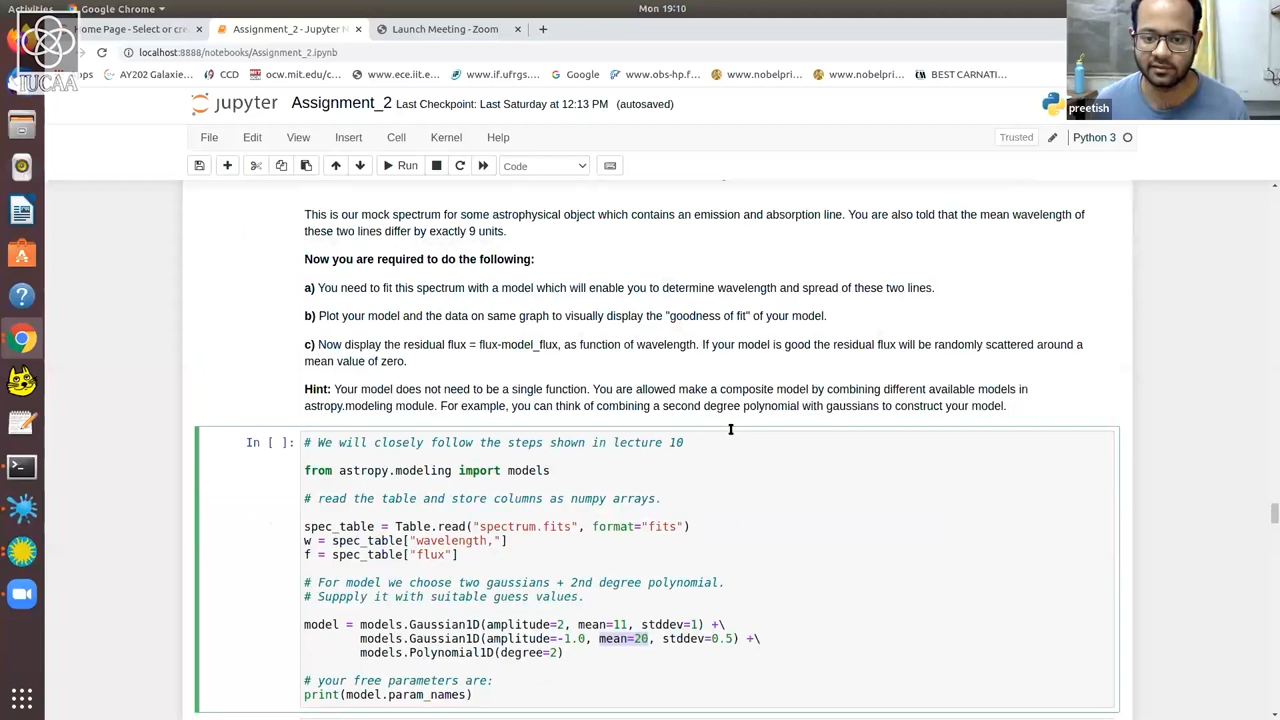 Activities
Google Chrome
Mon 19:10
Home Page - Select or cre
Assignment_2 - Jupyter N
Launch Meeting - Zoom
localhost:8888/notebooks/Assignment_2.ipynb
IUCAA
AY202 Galaxie…
CCD
ocw.mit.edu/c…
www.ece.iit.e…
www.if.ufrgs…
Google
www.obs-hp.f…
www.nobelpri…
www.nobelpri…
BEST CARNATI…
preetish
jupyter
Assignment_2
Last Checkpoint: Last Saturday at 12:13 PM (autosaved)
File Edit View Insert Cell Kernel Help
Trusted
Python 3
Run
Code
This is our mock spectrum for some astrophysical object which contains an emission and absorption line. You are also told that the mean wavelength of
these two lines differ by exactly 9 units.
Now you are required to do the following:
a) You need to fit this spectrum with a model which will enable you to determine wavelength and spread of these two lines.
b) Plot your model and the data on same graph to visually display the "goodness of fit" of your model.
c) Now display the residual flux = flux-model_flux, as function of wavelength. If your model is good the residual flux will be randomly scattered around a
mean value of zero.
Hint: Your model does not need to be a single function. You are allowed make a composite model by combining different available models in
astropy.modeling module. For example, you can think of combining a second degree polynomial with gaussians to construct your model.
In [ ]:
# We will closely follow the steps shown in lecture 10
from astropy.modeling import models
# read the table and store columns as numpy arrays.
spec_table = Table.read("spectrum.fits", format="fits")
w = spec_table["wavelength,"]
f = spec_table["flux"]
# For model we choose two gaussians + 2nd degree polynomial.
# Suppply it with suitable guess values.
model = models.Gaussian1D(amplitude=2, mean=11, stddev=1) +\
models.Gaussian1D(amplitude=-1.0, mean=20, stddev=0.5) +\
models.Polynomial1D(degree=2)
# your free parameters are:
print(model.param_names)